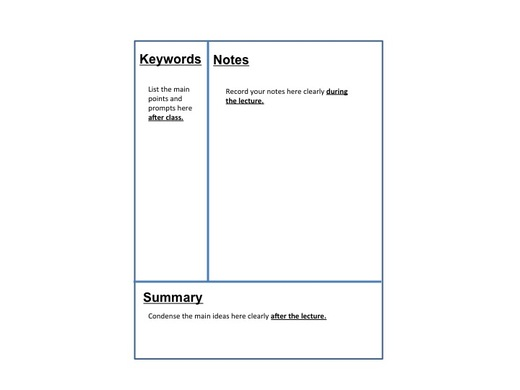 Keywords
List the main
points and
prompts here
after class.
Notes
Record your notes here clearly during
the lecture.
Summary
Condense the main ideas here clearly after the lecture.